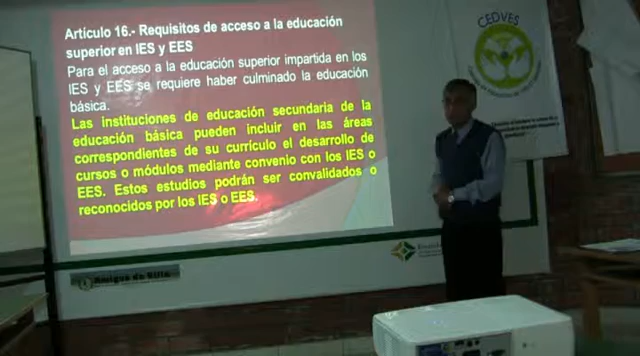 Artículo 16.- Requisitos de acceso a la educación
superior en IES y EES
Para el acceso a la educación superior impartida en los
IES y EES se requiere haber culminado la educación
básica.
Las instituciones de educación secundaria de la
educación básica pueden incluir en las áreas
correspondientes de su currículo el desarrollo de
cursos o módulos mediante convenio con los IES o
EES. Estos estudios podrán ser convalidados o
reconocidos por los IES o EES.
CEDVES
Amigos de Villa